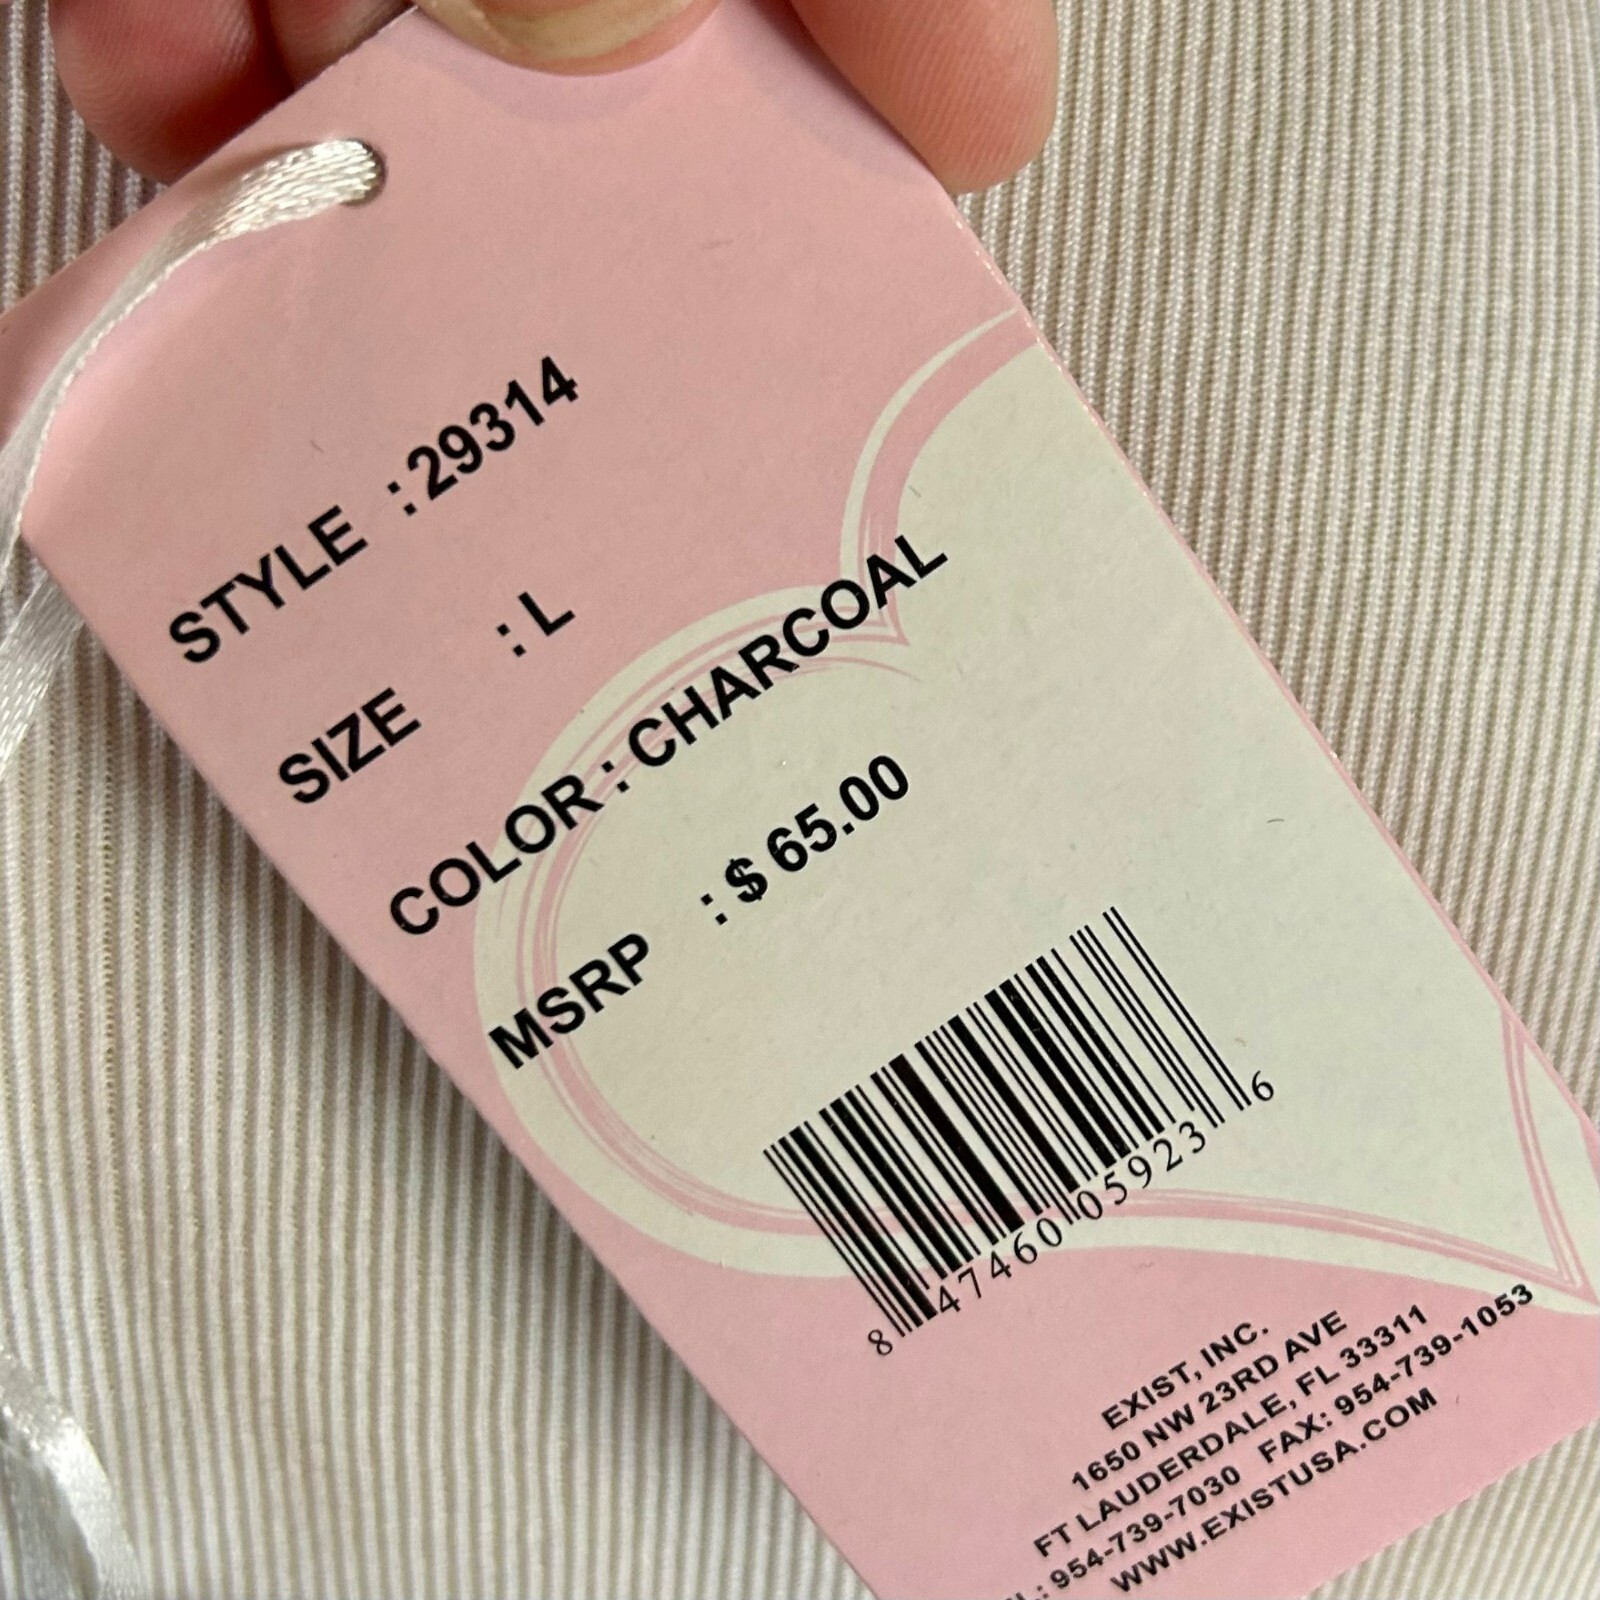 STYLE : 29314
SIZE : L
COLOR : CHARCOAL
MSRP : $ 65.00
8 47460 05923 6
EXIST, INC.
1650 NW 23RD AVE
FT LAUDERDALE, FL 33311
954-739-7030 FAX: 954-739-1053
WWW.EXISTUSA.COM